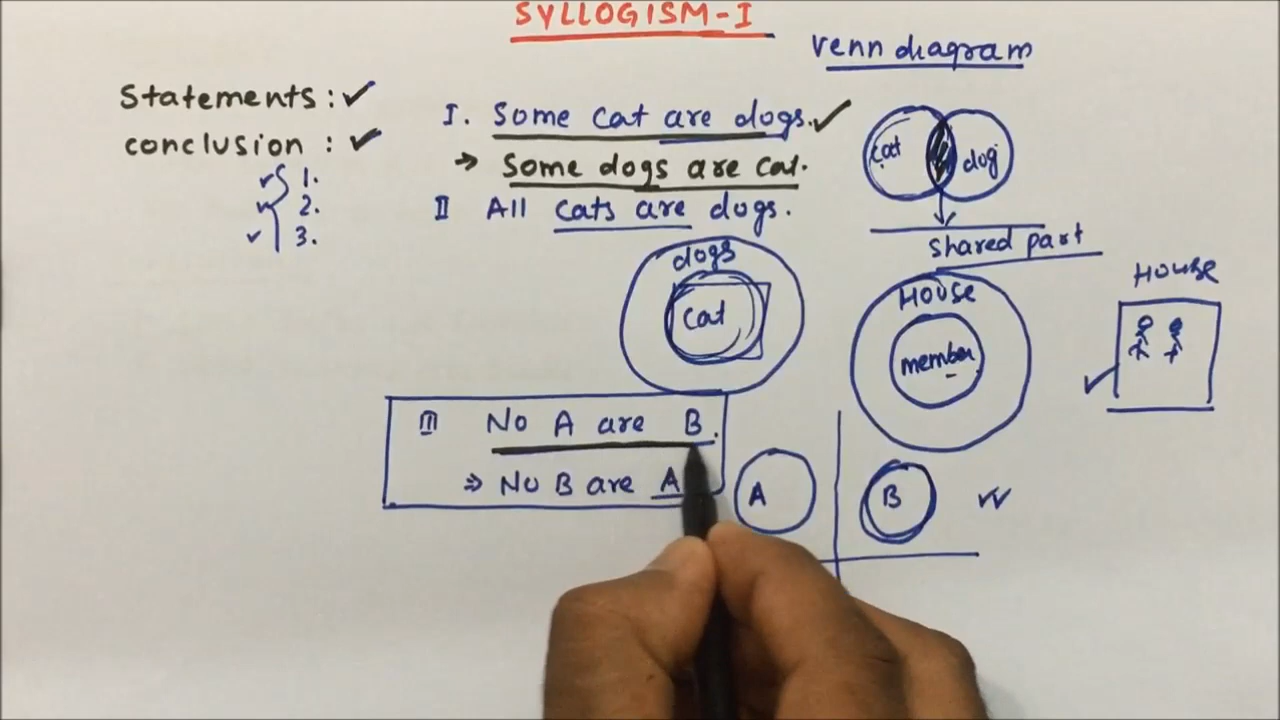 SYLLOGISM-I
Venn diagram
Statements:
conclusion :
1.
2.
3.
I. Some cat are dogs.
→ Some dogs are cat.
II All cats are dogs.
cat
dog
shared part
dogs
cat
HOUSE
member
HOUSE
III No A are B.
⇒ No B are A
A
B